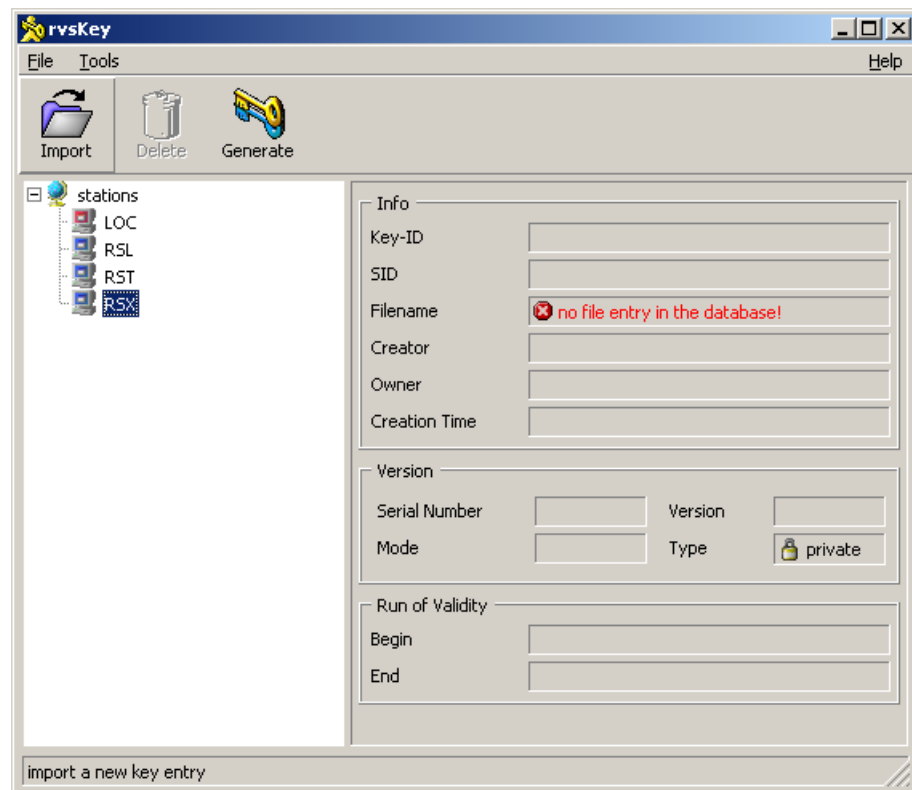 rvsKey
File Tools Help
Import Delete Generate
stations
LOC
RSL
RST
RSX
Info
Key-ID
SID
Filename no file entry in the database!
Creator
Owner
Creation Time
Version
Serial Number Version
Mode Type private
Run of Validity
Begin
End
import a new key entry